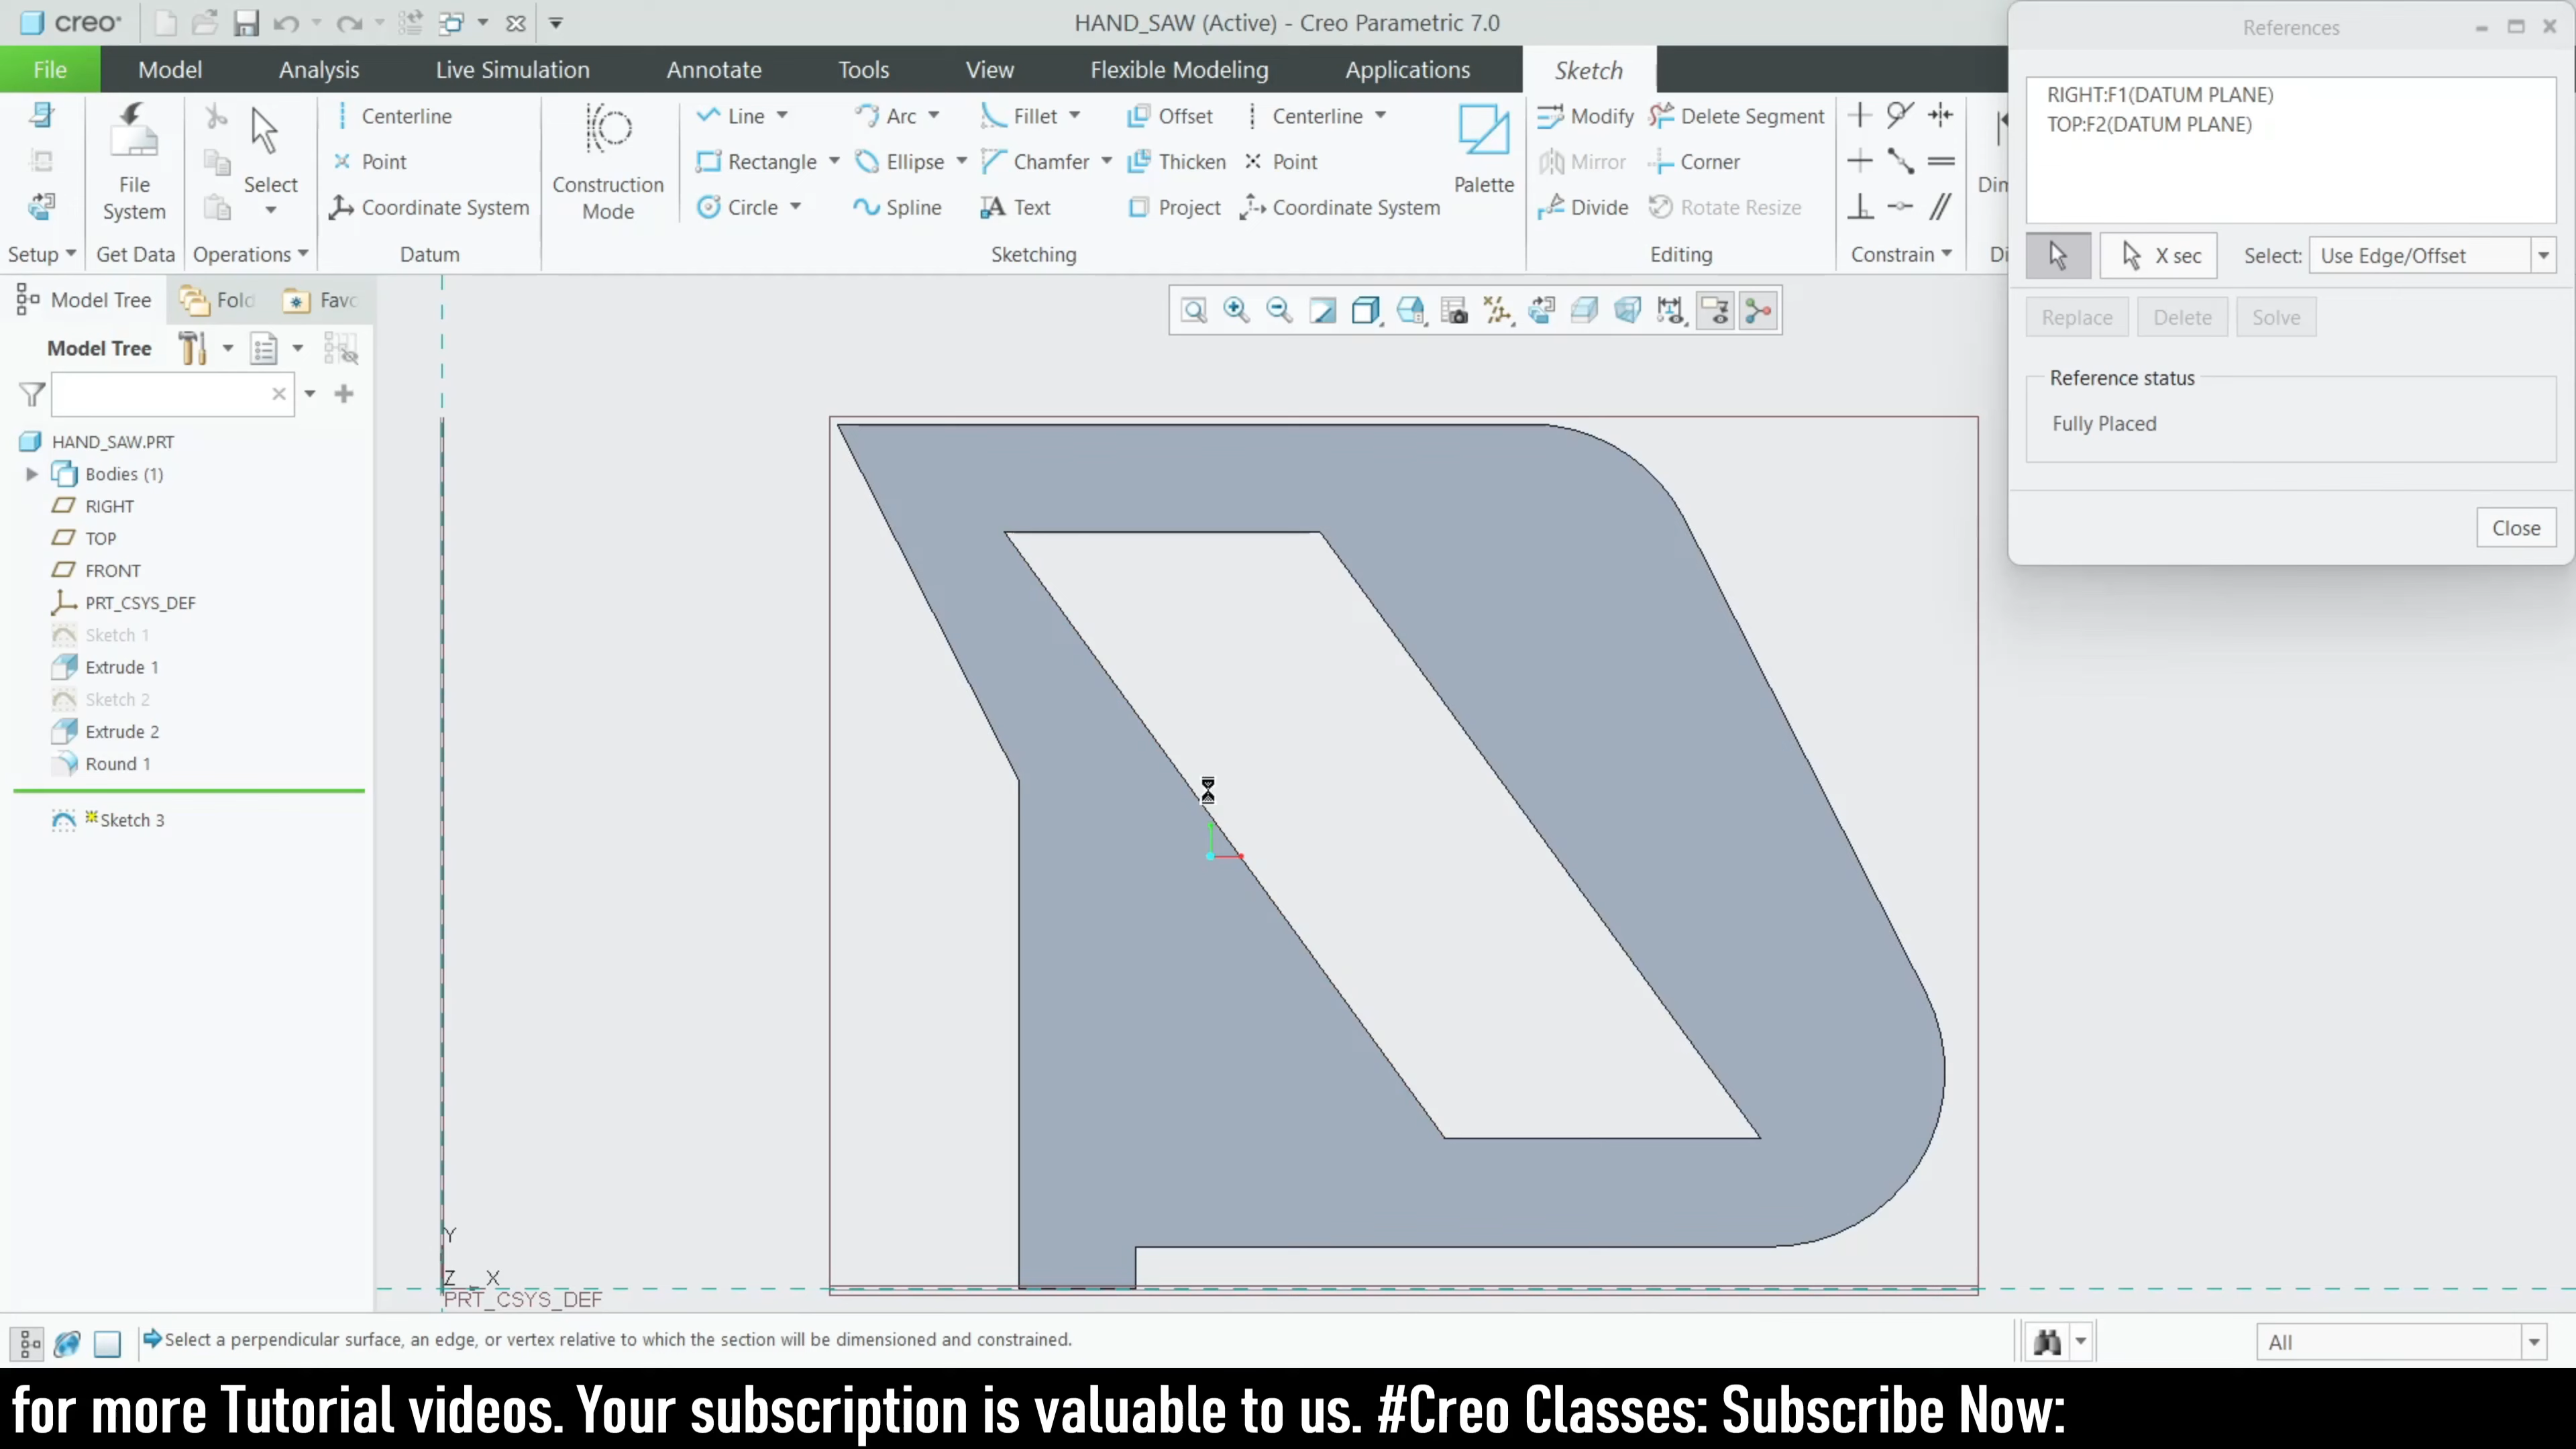 creo
HAND_SAW (Active) - Creo Parametric 7.0
References
File Model Analysis Live Simulation Annotate Tools View Flexible Modeling Applications Sketch
RIGHT:F1(DATUM PLANE)
TOP:F2(DATUM PLANE)
Centerline
Point
Coordinate System
File System
Select
Construction Mode
Line Arc Fillet Offset Centerline
Rectangle Ellipse Chamfer Thicken Point
Circle Spline Text Project Coordinate System
Palette
Modify Delete Segment
Mirror Corner
Divide Rotate Resize
Setup Get Data Operations Datum Sketching Editing Constrain
X sec Select: Use Edge/Offset
Replace Delete Solve
Reference status
Fully Placed
Close
Model Tree Fold Favo
Model Tree
HAND_SAW.PRT
Bodies (1)
RIGHT
TOP
FRONT
PRT_CSYS_DEF
Sketch 1
Extrude 1
Sketch 2
Extrude 2
Round 1
Sketch 3
Y
Z X
PRT_CSYS_DEF
Select a perpendicular surface, an edge, or vertex relative to which the section will be dimensioned and constrained.
All
for more Tutorial videos. Your subscription is valuable to us. #Creo Classes: Subscribe Now: